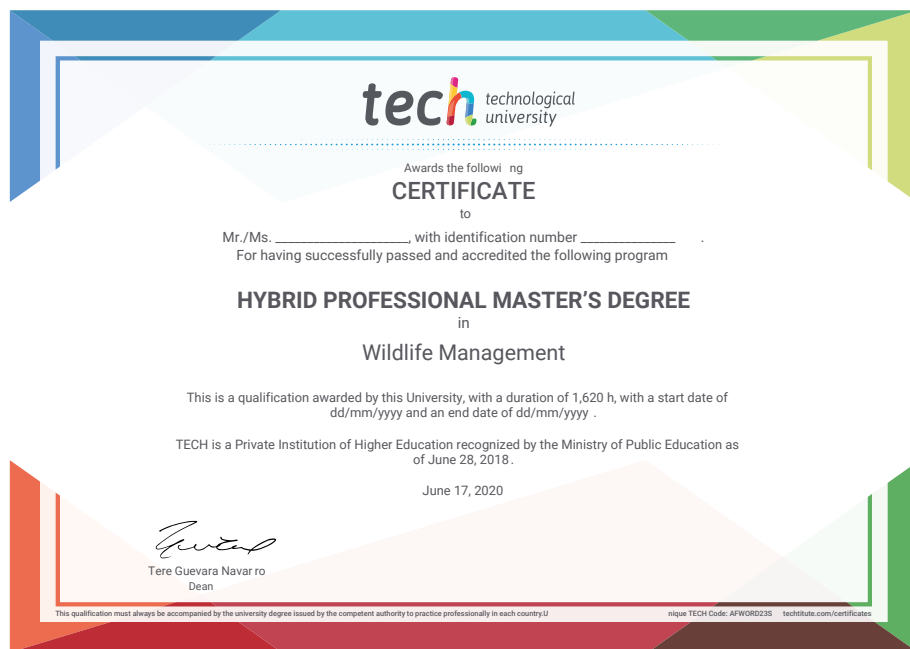 tech technological
university
Awards the followi ng
CERTIFICATE
to
Mr./Ms. _____________________, with identification number _______________ .
For having successfully passed and accredited the following program
HYBRID PROFESSIONAL MASTER’S DEGREE
in
Wildlife Management
This is a qualification awarded by this University, with a duration of 1,620 h, with a start date of
dd/mm/yyyy and an end date of dd/mm/yyyy .
TECH is a Private Institution of Higher Education recognized by the Ministry of Public Education as
of June 28, 2018.
June 17, 2020
Tere Guevara Navar ro
Dean
This qualification must always be accompanied by the university degree issued by the competent authority to practice professionally in each country.U nique TECH Code: AFWORD23S techtitute.com/certificates